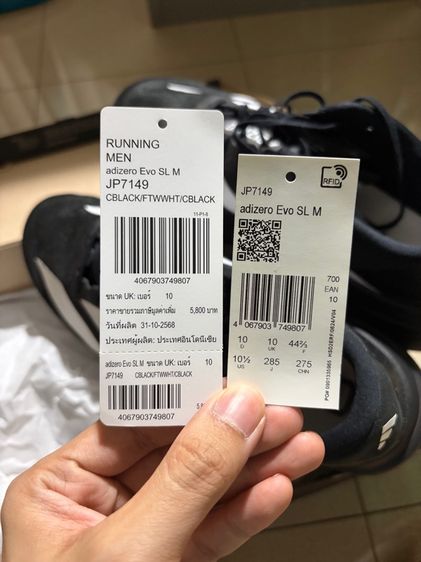 RUNNING
MEN
adizero Evo SL M
JP7149
CBLACK/FTWWHT/CBLACK
11-P1-5
4067903749807
ขนาด UK: เบอร์ 10
ราคาขายรวมภาษีมูลค่าเพิ่ม 5,800 บาท
วันที่ผลิต 31-10-2568
ประเทศผู้ผลิต: ประเทศอินโดนีเซีย
adizero Evo SL M ขนาด UK: เบอร์ 10
JP7149 CBLACK/FTWWHT/CBLACK
4067903749807
5,8
RFID
JP7149
adizero Evo SL M
700
EAN
10
4 067903 749807
10 10 44⅔
D UK F
10½ 285 275
US J CHN